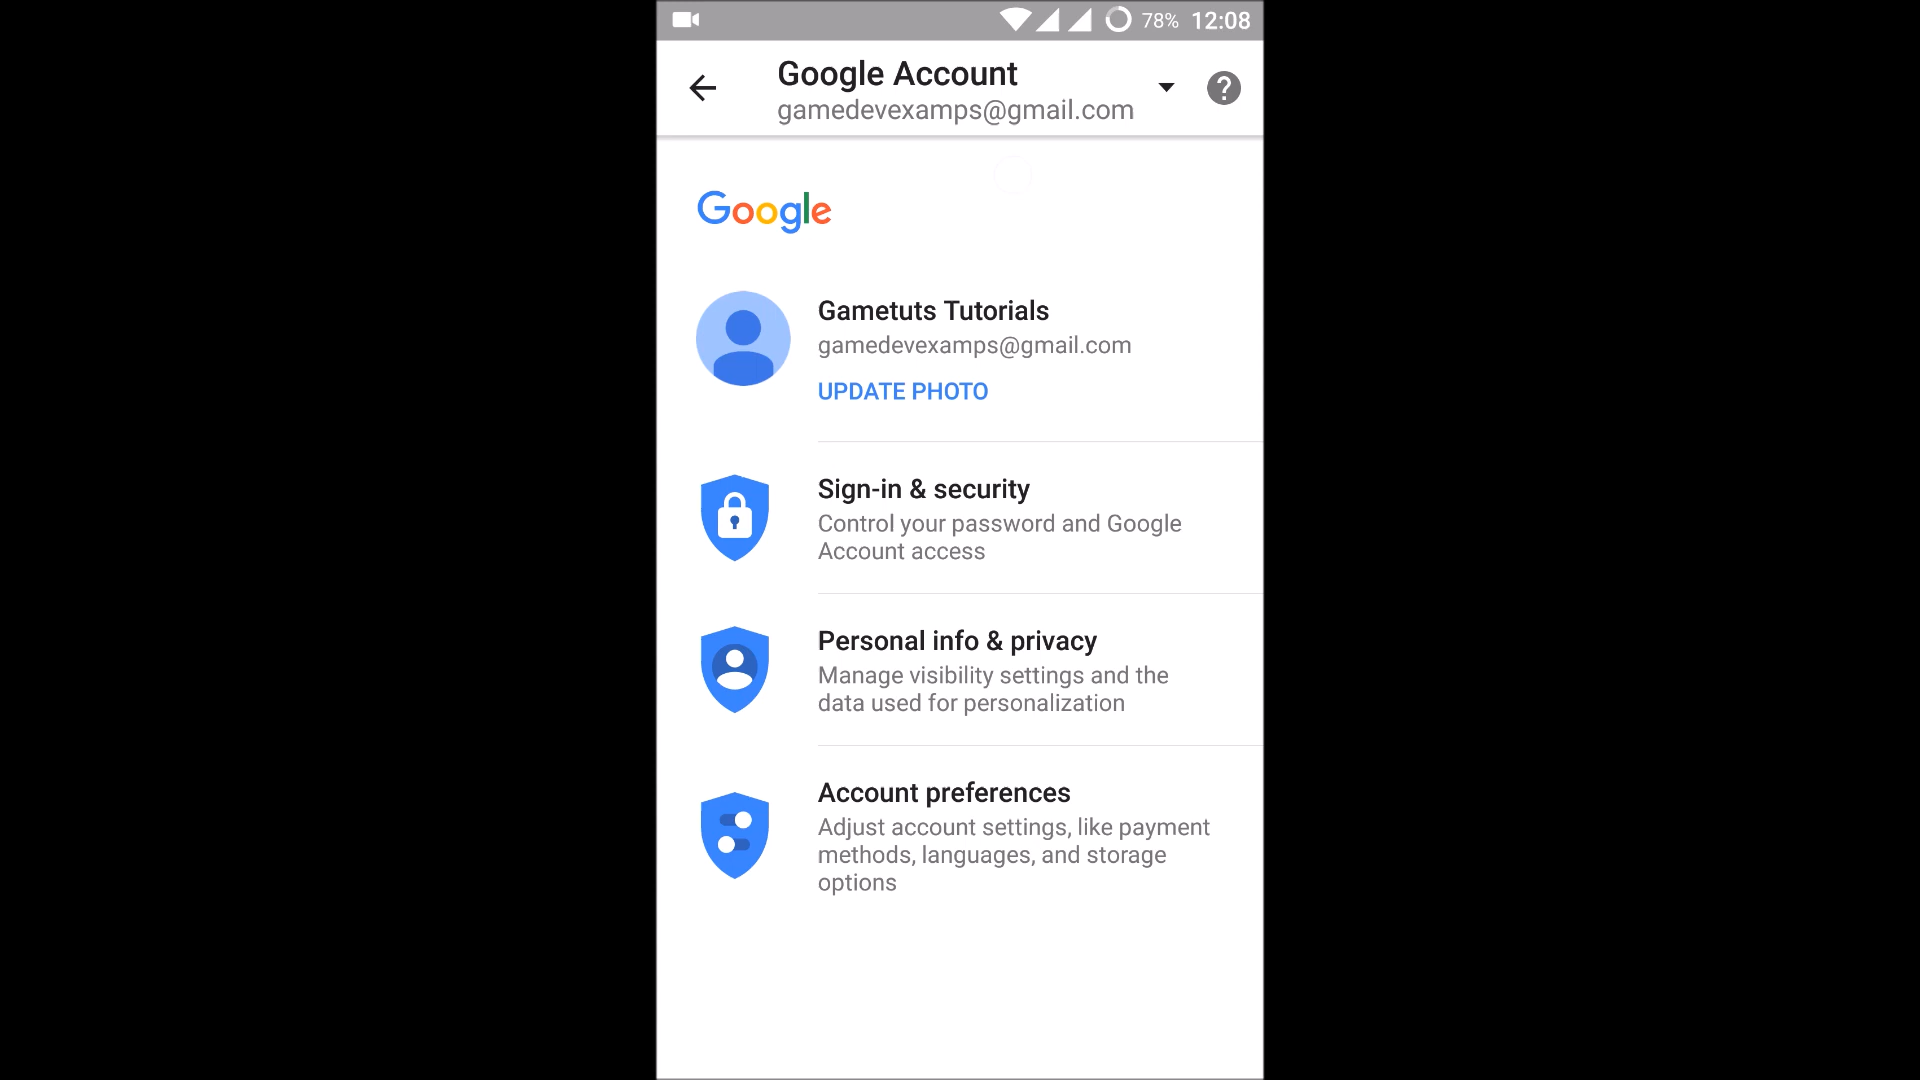 78% 12:08
Google Account
gamedevexamps@gmail.com
?
Google
Gametuts Tutorials
gamedevexamps@gmail.com
UPDATE PHOTO
Sign-in & security
Control your password and Google
Account access
Personal info & privacy
Manage visibility settings and the
data used for personalization
Account preferences
Adjust account settings, like payment
methods, languages, and storage
options